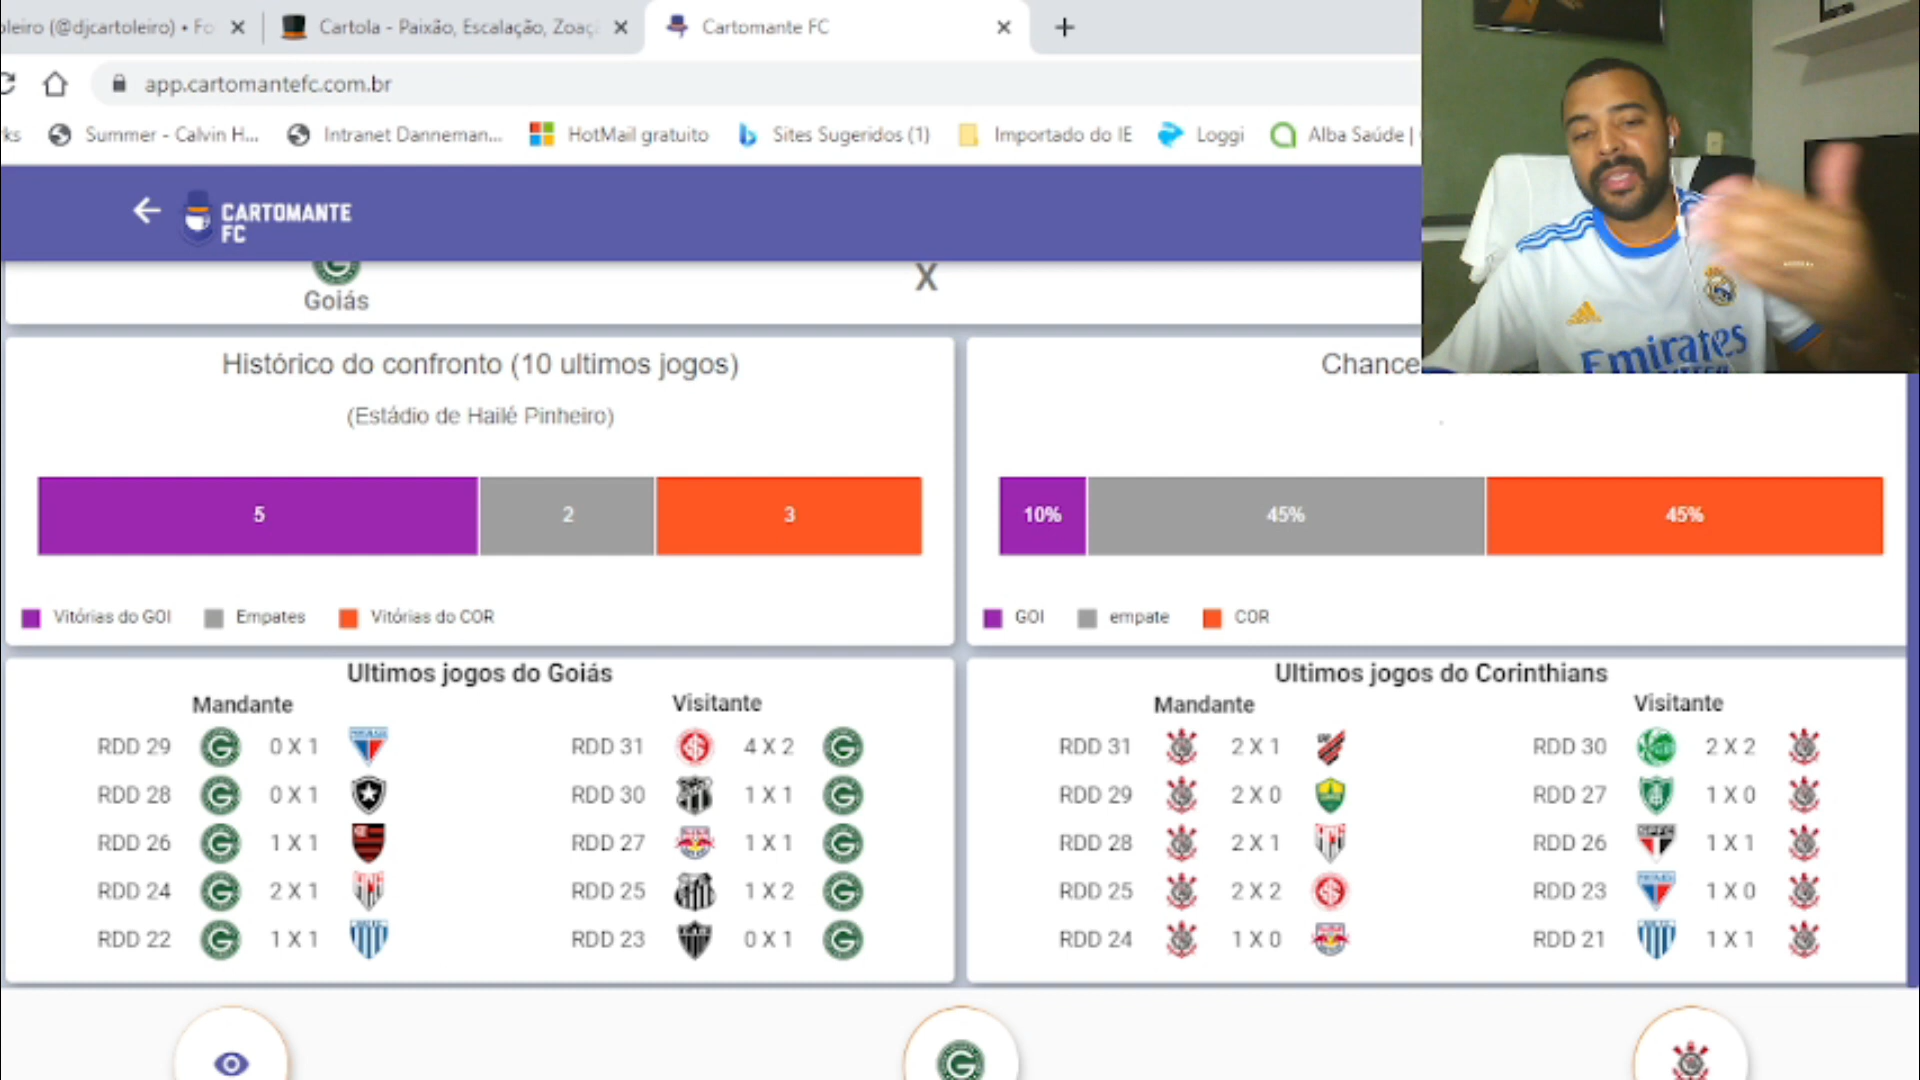 oleiro (@djcartoleiro) • Fo
Cartola - Paixão, Escalação, Zoaç
Cartomante FC
app.cartomantefc.com.br
ks
Summer - Calvin H...
Intranet Danneman...
HotMail gratuito
Sites Sugeridos (1)
Importado do IE
Loggi
Alba Saúde |
CARTOMANTE
FC
Goiás
X
Emirates
Histórico do confronto (10 ultimos jogos)
(Estádio de Hailé Pinheiro)
5
2
3
Vitórias do GOI
Empates
Vitórias do COR
Chance
10%
45%
45%
GOI
empate
COR
Ultimos jogos do Goiás
Mandante
Visitante
RDD 29 0 X 1
RDD 31 4 X 2
RDD 28 0 X 1
RDD 30 1 X 1
RDD 26 1 X 1
RDD 27 1 X 1
RDD 24 2 X 1
RDD 25 1 X 2
RDD 22 1 X 1
RDD 23 0 X 1
Ultimos jogos do Corinthians
Mandante
Visitante
RDD 31 2 X 1
RDD 30 2 X 2
RDD 29 2 X 0
RDD 27 1 X 0
RDD 28 2 X 1
RDD 26 1 X 1
RDD 25 2 X 2
RDD 23 1 X 0
RDD 24 1 X 0
RDD 21 1 X 1